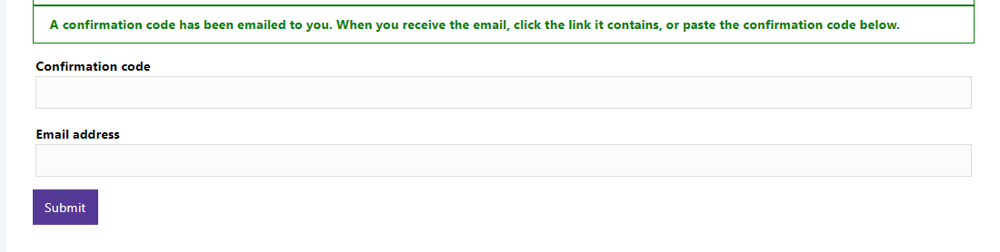 A confirmation code has been emailed to you. When you receive the email, click the link it contains, or paste the confirmation code below.
Confirmation code
Email address
Submit